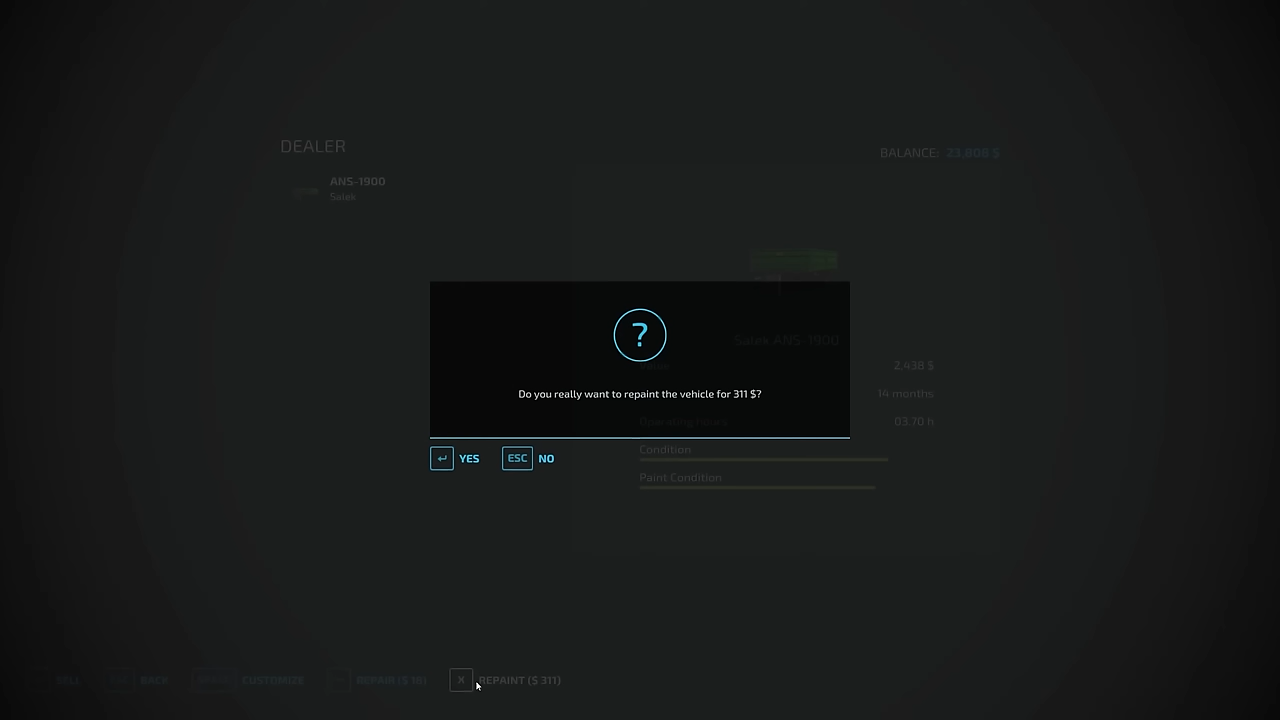 DEALER
BALANCE: 23,808 $
ANS-1900
Salek
?
Salek ANS-1900
Value
2,438 $
Do you really want to repaint the vehicle for 311 $?
14 months
Operating Hours
03.70 h
Condition
↵ YES
ESC NO
Paint Condition
SELL
BACK
CUSTOMIZE
REPAIR ($ 18)
X REPAINT ($ 311)